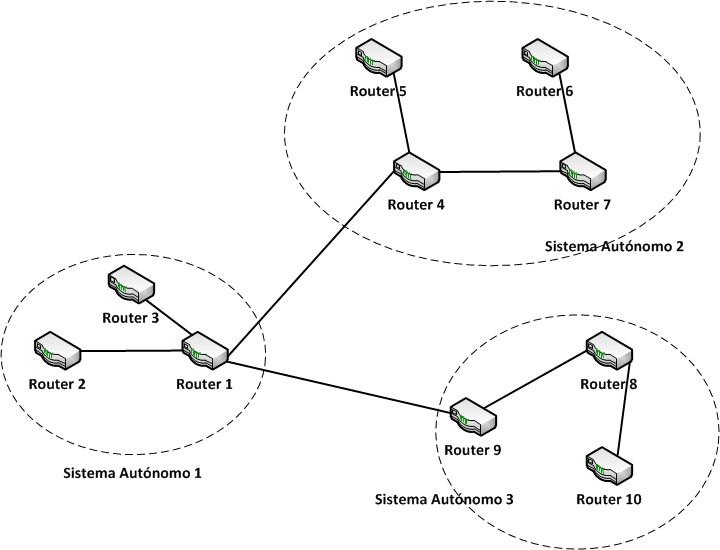 Router 5
Router 6
Router 4
Router 7
Sistema Autónomo 2
Router 3
Router 2
Router 1
Router 8
Router 9
Sistema Autónomo 1
Sistema Autónomo 3
Router 10